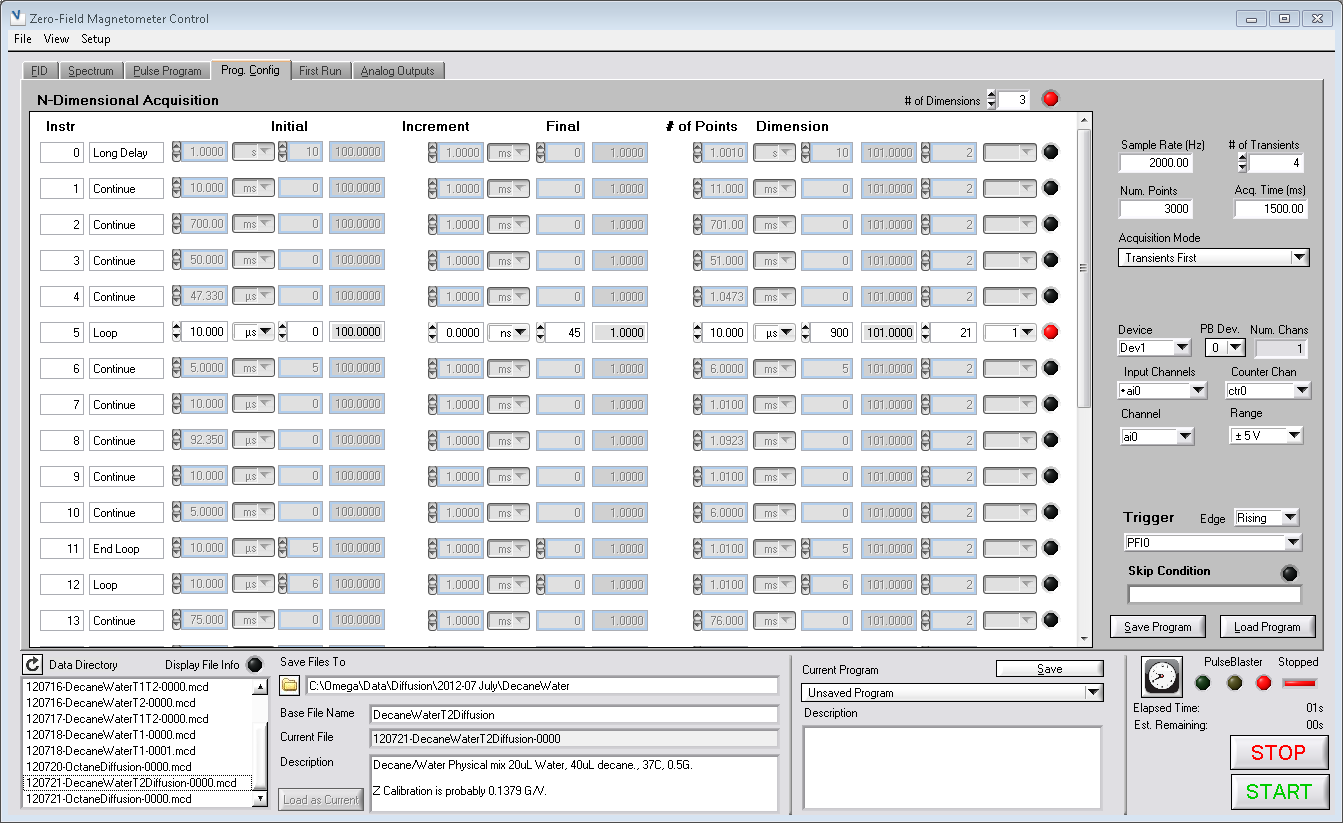 Zero-Field Magnetometer Control
File View Setup
FID Spectrum Pulse Program Prog. Config First Run Analog Outputs
N-Dimensional Acquisition # of Dimensions 3
Instr Initial Increment Final # of Points Dimension
0 Long Delay 1.0000 s 10 100.0000 1.0000 ms 0 1.0000 1.0010 s 10 101.0000 2
1 Continue 10.000 ms 0 100.0000 1.0000 ms 0 1.0000 11.000 ms 0 101.0000 2
2 Continue 700.00 ms 0 100.0000 1.0000 ms 0 1.0000 701.00 ms 0 101.0000 2
3 Continue 50.000 ms 0 100.0000 1.0000 ms 0 1.0000 51.000 ms 0 101.0000 2
4 Continue 47.330 µs 0 100.0000 1.0000 ms 0 1.0000 1.0473 ms 0 101.0000 2
5 Loop 10.000 µs 0 100.0000 0.0000 ns 45 1.0000 10.000 µs 900 101.0000 21 1
6 Continue 5.0000 ms 5 100.0000 1.0000 ms 0 1.0000 6.0000 ms 5 101.0000 2
7 Continue 10.000 µs 0 100.0000 1.0000 ms 0 1.0000 1.0100 ms 0 101.0000 2
8 Continue 92.350 µs 0 100.0000 1.0000 ms 0 1.0000 1.0923 ms 0 101.0000 2
9 Continue 10.000 µs 0 100.0000 1.0000 ms 0 1.0000 1.0100 ms 0 101.0000 2
10 Continue 5.0000 ms 0 100.0000 1.0000 ms 0 1.0000 6.0000 ms 0 101.0000 2
11 End Loop 10.000 µs 5 100.0000 1.0000 ms 0 1.0000 1.0100 ms 5 101.0000 2
12 Loop 10.000 µs 6 100.0000 1.0000 ms 0 1.0000 1.0100 ms 6 101.0000 2
13 Continue 75.000 ms 0 100.0000 1.0000 ms 0 1.0000 76.000 ms 0 101.0000 2
Sample Rate (Hz) # of Transients
2000.00 4
Num. Points Acq. Time (ms)
3000 1500.00
Acquisition Mode
Transients First
Device PB Dev. Num. Chans
Dev1 0 1
Input Channels Counter Chan
+ai0 ctr0
Channel Range
ai0 ± 5 V
Trigger Edge Rising
PFI0
Skip Condition
Save Program Load Program
Data Directory Display File Info
120716-DecaneWaterT1T2-0000.mcd
120716-DecaneWaterT2-0000.mcd
120717-DecaneWaterT1T2-0000.mcd
120718-DecaneWaterT1-0000.mcd
120718-DecaneWaterT1-0001.mcd
120720-OctaneDiffusion-0000.mcd
120721-DecaneWaterT2Diffusion-0000.mcd
120721-OctaneDiffusion-0000.mcd
Save Files To
C:\Omega\Data\Diffusion\2012-07 July\DecaneWater
Base File Name DecaneWaterT2Diffusion
Current File 120721-DecaneWaterT2Diffusion-0000
Description Decane/Water Physical mix 20uL Water, 40uL decane., 37C, 0.5G.
Z Calibration is probably 0.1379 G/V.
Load as Current
Current Program Save
Unsaved Program
Description
PulseBlaster Stopped
Elapsed Time: 01s
Est. Remaining: 00s
STOP
START